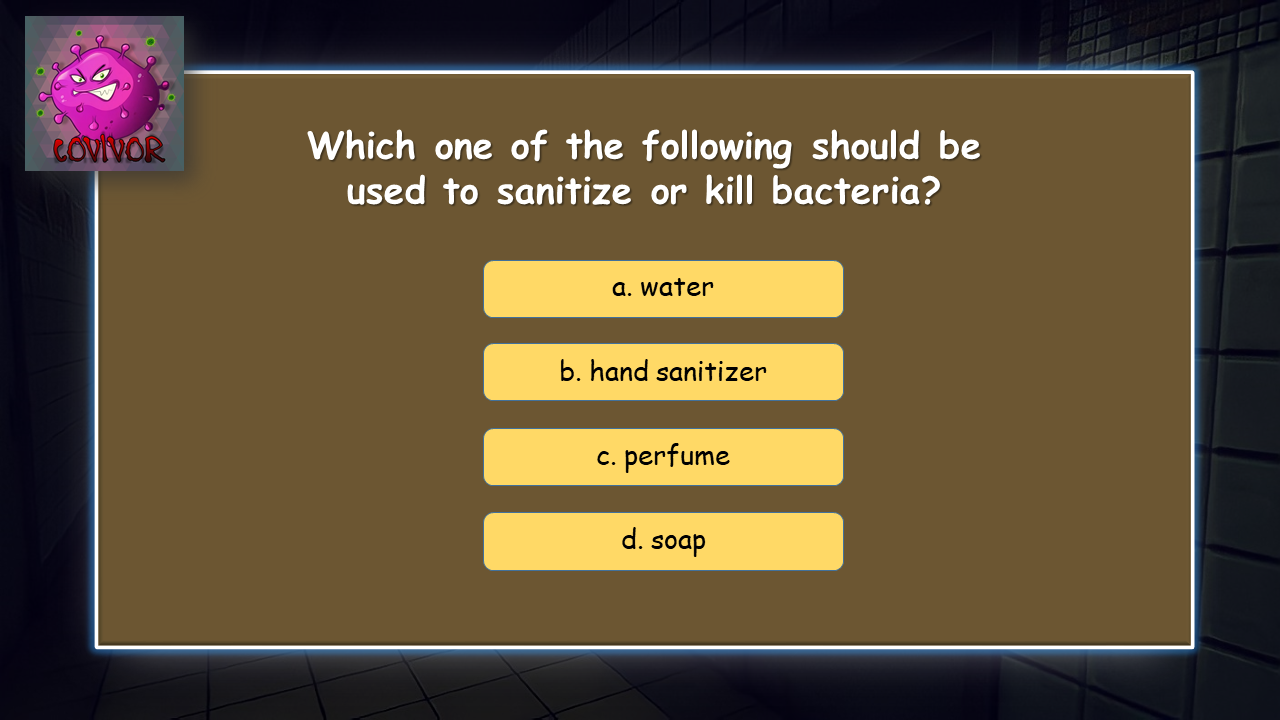 COVIVOR
Which one of the following should be
used to sanitize or kill bacteria?
a. water
b. hand sanitizer
c. perfume
d. soap